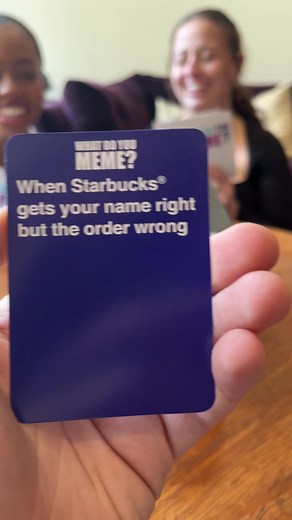 WHAT DO YOU
MEME?
When Starbucks®
gets your name right
but the order wrong